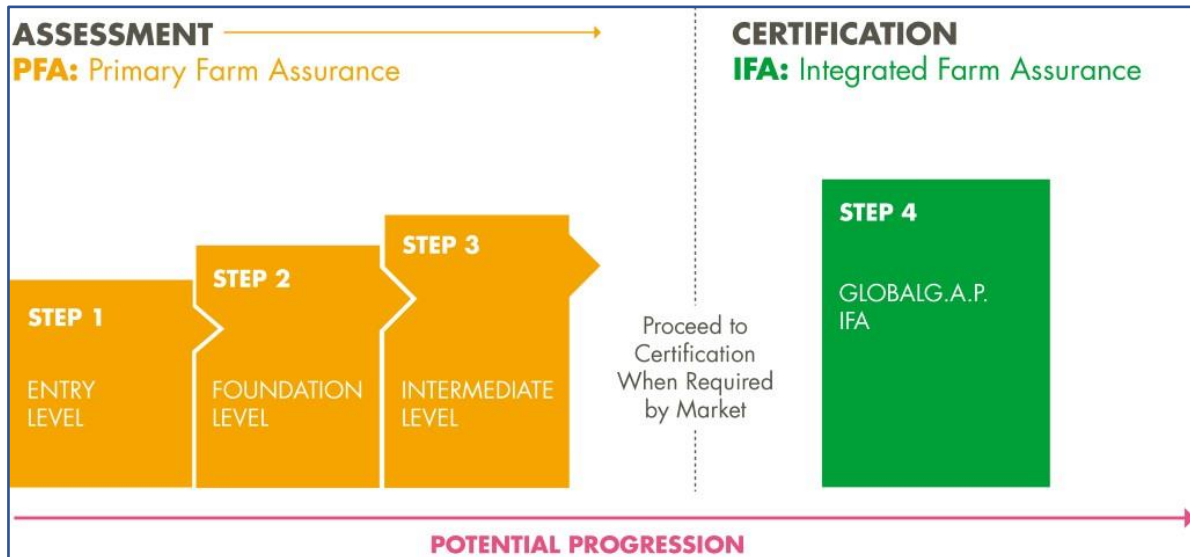 ASSESSMENT
PFA: Primary Farm Assurance
CERTIFICATION
IFA: Integrated Farm Assurance
STEP 1
ENTRY
LEVEL
STEP 2
FOUNDATION
LEVEL
STEP 3
INTERMEDIATE
LEVEL
Proceed to
Certification
When Required
by Market
STEP 4
GLOBALG.A.P.
IFA
POTENTIAL PROGRESSION